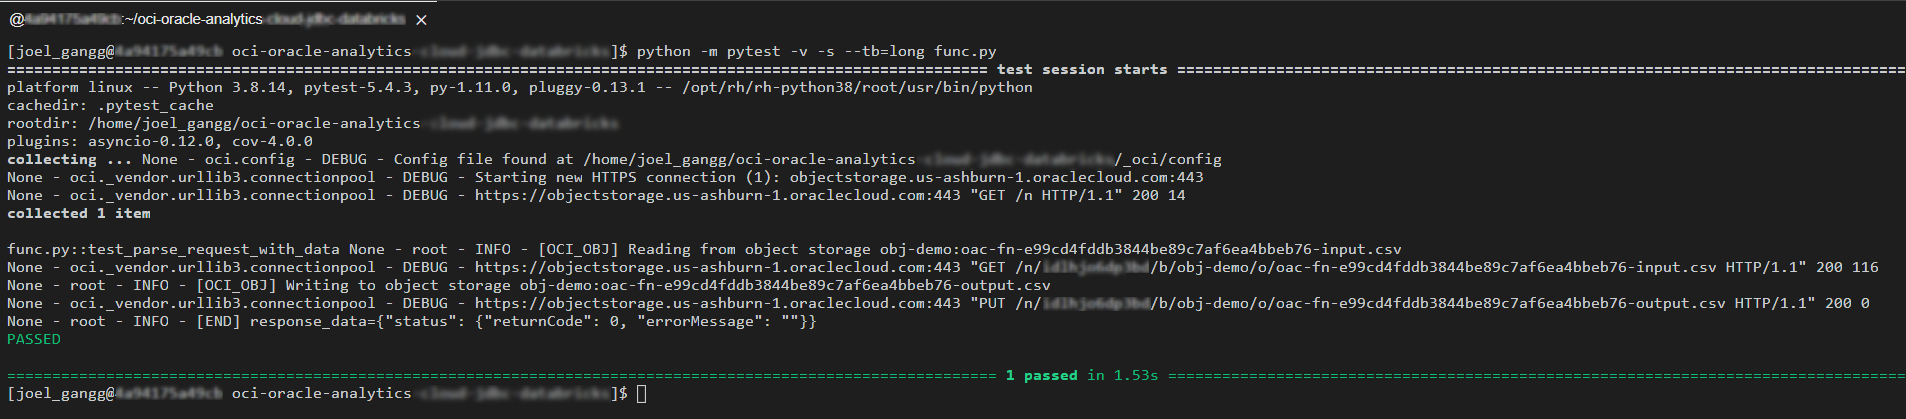 @:~/oci-oracle-analytics ×
[joel_gangg@ oci-oracle-analytics]$ python -m pytest -v -s --tb=long func.py
============================================================================================================= test session starts =================================================================================
platform linux -- Python 3.8.14, pytest-5.4.3, py-1.11.0, pluggy-0.13.1 -- /opt/rh/rh-python38/root/usr/bin/python
cachedir: .pytest_cache
rootdir: /home/joel_gangg/oci-oracle-analytics
plugins: asyncio-0.12.0, cov-4.0.0
collecting ... None - oci.config - DEBUG - Config file found at /home/joel_gangg/oci-oracle-analytics/_oci/config
None - oci._vendor.urllib3.connectionpool - DEBUG - Starting new HTTPS connection (1): objectstorage.us-ashburn-1.oraclecloud.com:443
None - oci._vendor.urllib3.connectionpool - DEBUG - https://objectstorage.us-ashburn-1.oraclecloud.com:443 "GET /n HTTP/1.1" 200 14
collected 1 item
func.py::test_parse_request_with_data None - root - INFO - [OCI_OBJ] Reading from object storage obj-demo:oac-fn-e99cd4fddb3844be89c7af6ea4bbeb76-input.csv
None - oci._vendor.urllib3.connectionpool - DEBUG - https://objectstorage.us-ashburn-1.oraclecloud.com:443 "GET /n//b/obj-demo/o/oac-fn-e99cd4fddb3844be89c7af6ea4bbeb76-input.csv HTTP/1.1" 200 116
None - root - INFO - [OCI_OBJ] Writing to object storage obj-demo:oac-fn-e99cd4fddb3844be89c7af6ea4bbeb76-output.csv
None - oci._vendor.urllib3.connectionpool - DEBUG - https://objectstorage.us-ashburn-1.oraclecloud.com:443 "PUT /n//b/obj-demo/o/oac-fn-e99cd4fddb3844be89c7af6ea4bbeb76-output.csv HTTP/1.1" 200 0
None - root - INFO - [END] response_data={"status": {"returnCode": 0, "errorMessage": ""}}
PASSED
============================================================================================================== 1 passed in 1.53s ==================================================================================
[joel_gangg@ oci-oracle-analytics]$